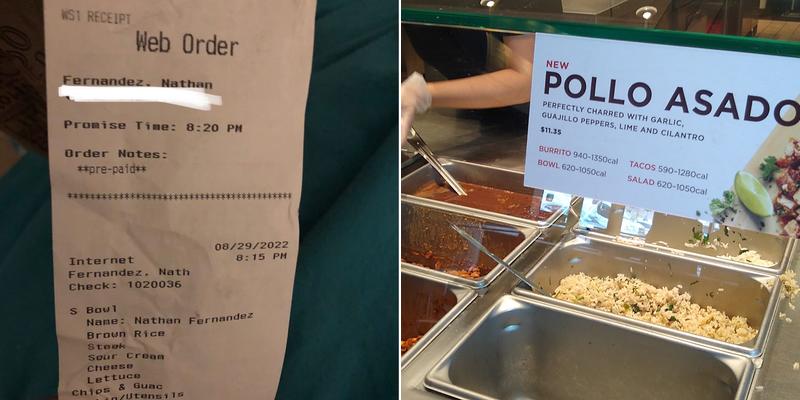 WS1 RECEIPT
Web Order
Fernandez, Nathan
Promise Time: 8:20 PM
Order Notes:
**pre-paid**
08/29/2022
Internet 8:15 PM
Fernandez, Nath
Check: 1020036
S Bowl
Name: Nathan Fernandez
Brown Rice
Steak
Sour Cream
Cheese
Lettuce
Chips & Guac
NEW
POLLO ASADO
PERFECTLY CHARRED WITH GARLIC,
GUAJILLO PEPPERS, LIME AND CILANTRO
$11.35
BURRITO 940-1350cal TACOS 590-1280cal
BOWL 620-1050cal SALAD 620-1050cal